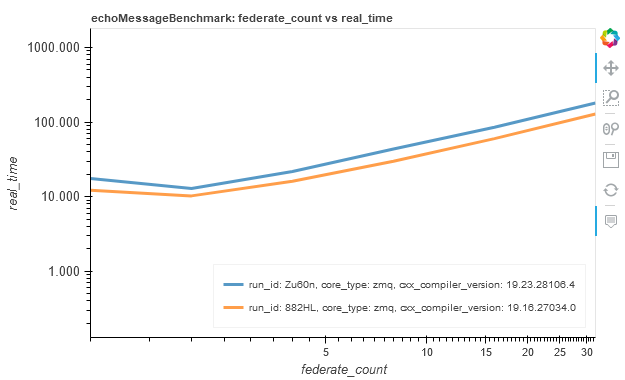 echoMessageBenchmark: federate_count vs real_time
1000.000
100.000
10.000
1.000
real_time
run_id: Zu60n, core_type: zmq, cxx_compiler_version: 19.23.28106.4
run_id: 882HL, core_type: zmq, cxx_compiler_version: 19.16.27034.0
5
10
15
20
25
30
federate_count